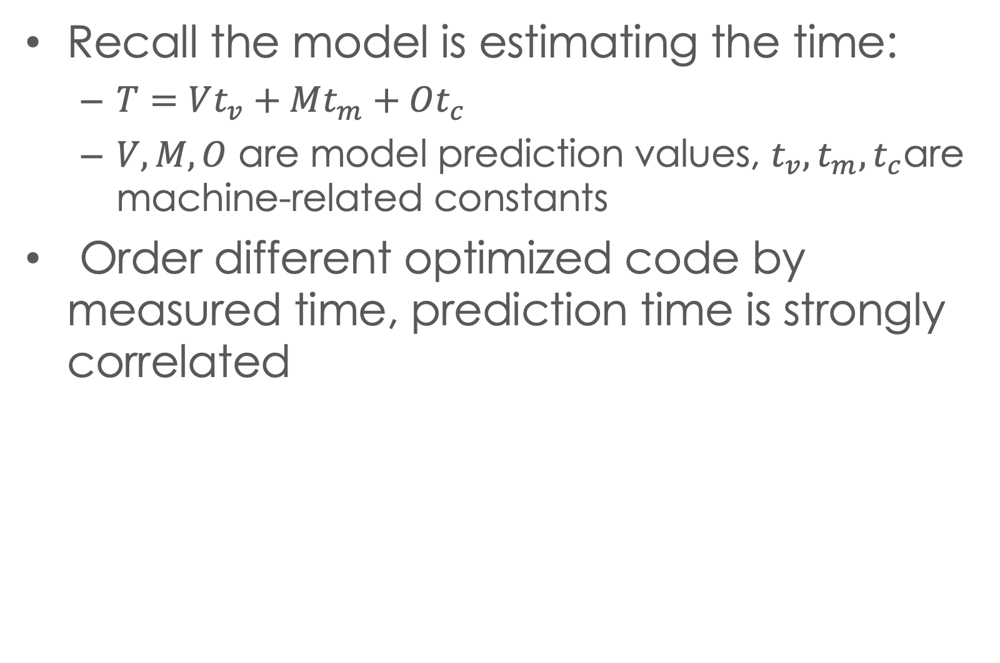 • Recall the model is estimating the time:
– T = Vt_v + Mt_m + Ot_c
– V, M, O are model prediction values, t_v, t_m, t_c are
machine-related constants
• Order different optimized code by
measured time, prediction time is strongly
correlated